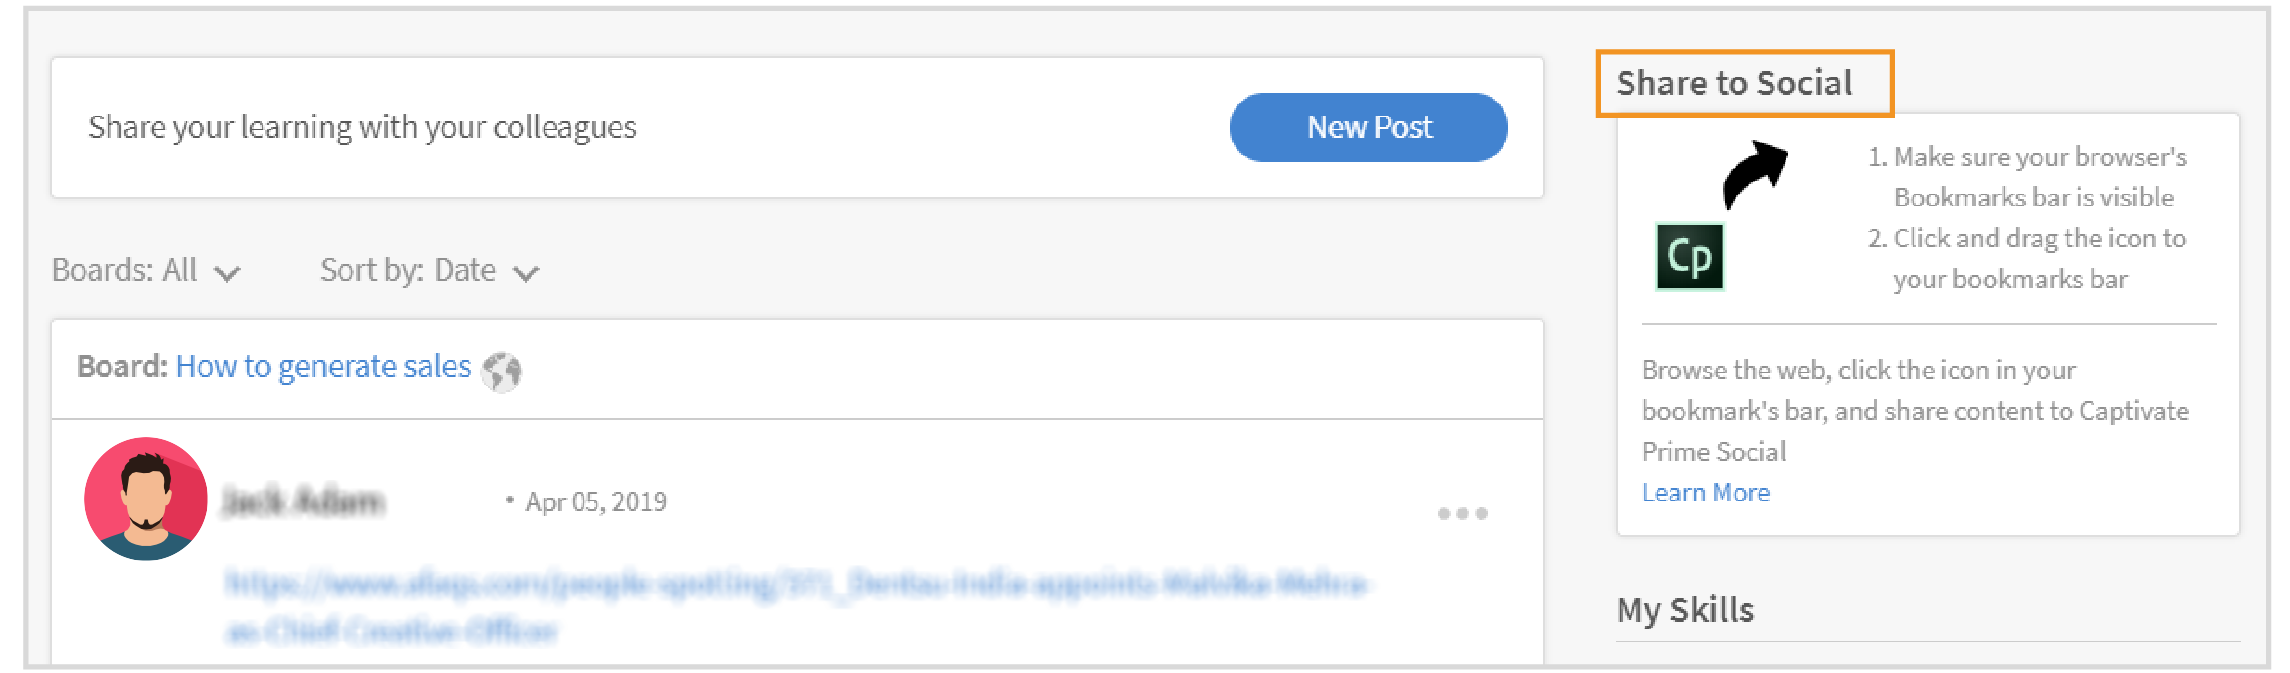 Share your learning with your colleagues
New Post
Boards: All
Sort by: Date
Board: How to generate sales
Jack Adam
• Apr 05, 2019
Share to Social
Cp
1. Make sure your browser's
Bookmarks bar is visible
2. Click and drag the icon to
your bookmarks bar
Browse the web, click the icon in your
bookmark's bar, and share content to Captivate
Prime Social
Learn More
My Skills